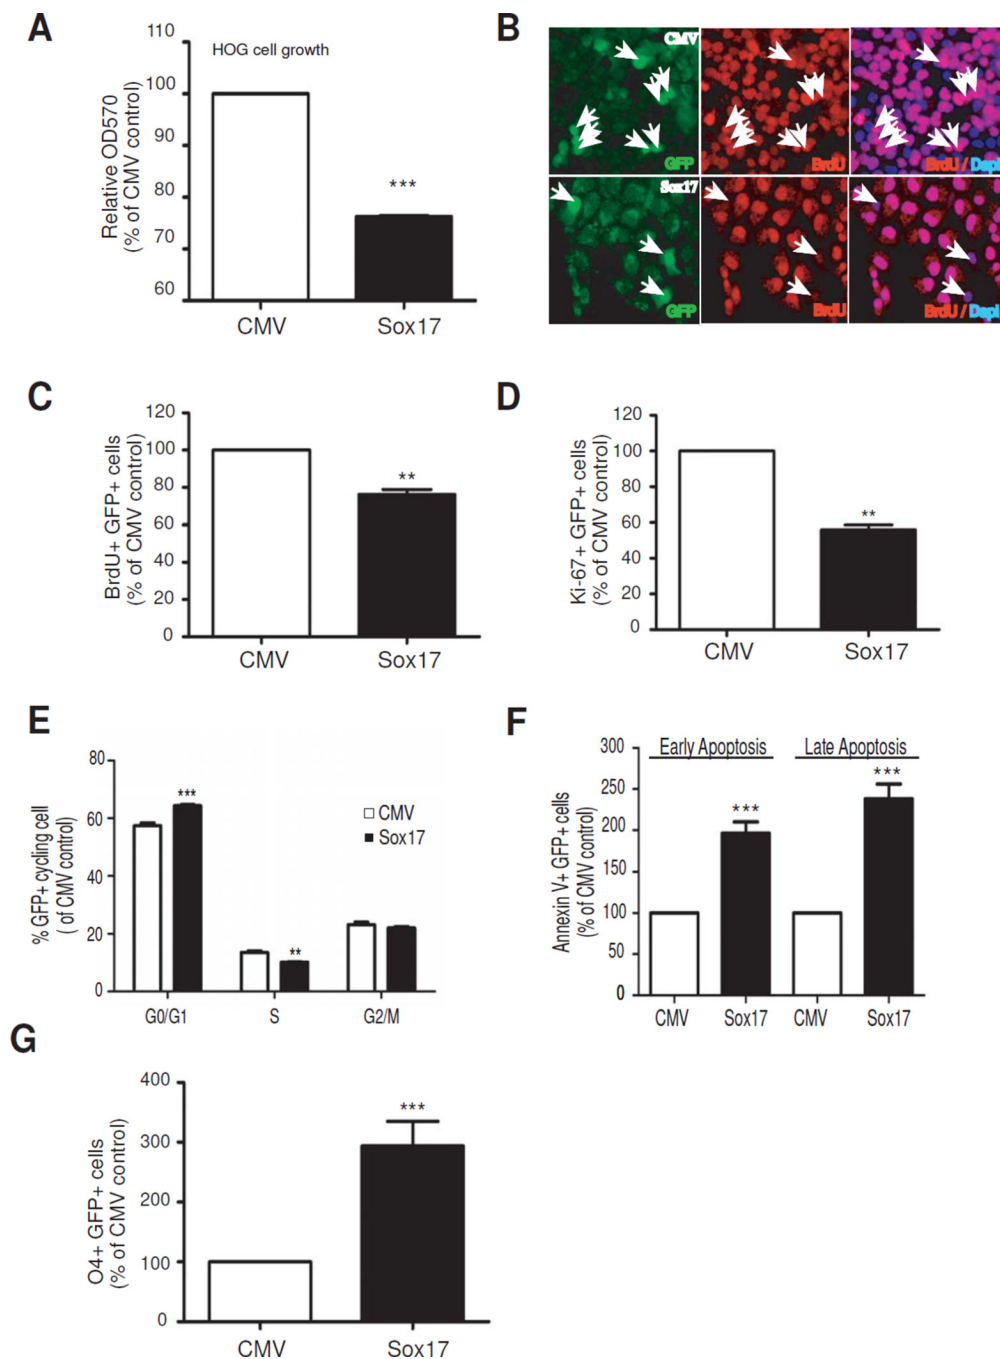 A
HOG cell growth
Relative OD570
(% of CMV control)
110
100
90
80
70
60
***
CMV
Sox17
B
CMV
GFP
BrdU
BrdU / Dapi
Sox17
GFP
BrdU
BrdU / Dapi
C
BrdU+ GFP+ cells
(% of CMV control)
120
100
80
60
40
20
0
**
CMV
Sox17
D
Ki-67+ GFP+ cells
(% of CMV control)
120
100
80
60
40
20
0
**
CMV
Sox17
E
% GFP+ cycling cell
( of CMV control)
80
60
40
20
0
***
**
CMV
Sox17
G0/G1
S
G2/M
F
Annexin V+ GFP+ cells
(% of CMV control)
300
250
200
150
100
50
0
Early Apoptosis
Late Apoptosis
***
***
CMV
Sox17
CMV
Sox17
G
O4+ GFP+ cells
(% of CMV control)
400
300
200
100
0
***
CMV
Sox17